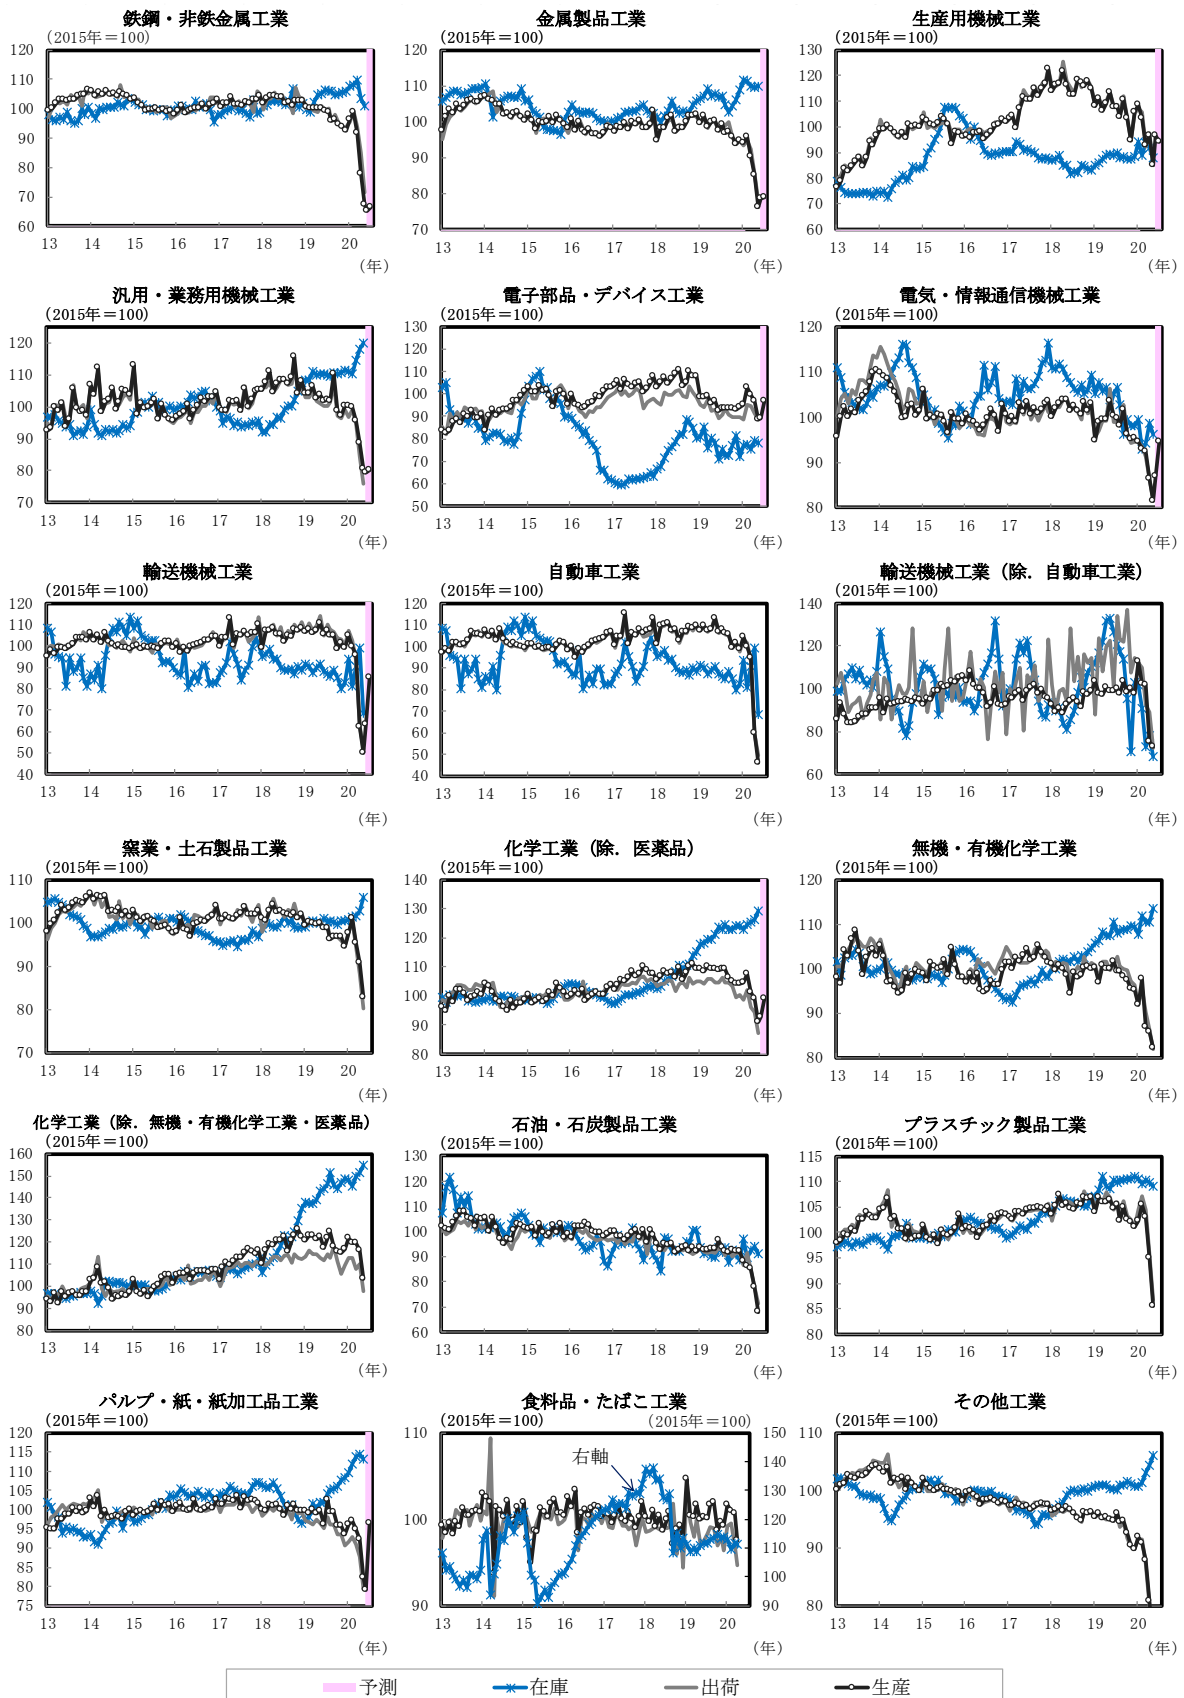 鉄鋼・非鉄金属工業
(2015年＝100)
120
110
100
90
80
70
60
13 14 15 16 17 18 19 20
(年)
金属製品工業
(2015年＝100)
120
110
100
90
80
70
13 14 15 16 17 18 19 20
(年)
生産用機械工業
(2015年＝100)
130
120
110
100
90
80
70
60
13 14 15 16 17 18 19 20
(年)
汎用・業務用機械工業
(2015年＝100)
120
110
100
90
80
70
13 14 15 16 17 18 19 20
(年)
電子部品・デバイス工業
(2015年＝100)
130
120
110
100
90
80
70
60
50
13 14 15 16 17 18 19 20
(年)
電気・情報通信機械工業
(2015年＝100)
120
110
100
90
80
13 14 15 16 17 18 19 20
(年)
輸送機械工業
(2015年＝100)
120
110
100
90
80
70
60
50
40
13 14 15 16 17 18 19 20
(年)
自動車工業
(2015年＝100)
120
110
100
90
80
70
60
50
40
13 14 15 16 17 18 19 20
(年)
輸送機械工業（除．自動車工業）
(2015年＝100)
140
120
100
80
60
13 14 15 16 17 18 19 20
(年)
窯業・土石製品工業
(2015年＝100)
110
100
90
80
70
13 14 15 16 17 18 19 20
(年)
化学工業（除．医薬品）
(2015年＝100)
140
130
120
110
100
90
80
13 14 15 16 17 18 19 20
(年)
無機・有機化学工業
(2015年＝100)
120
110
100
90
80
13 14 15 16 17 18 19 20
(年)
化学工業（除．無機・有機化学工業・医薬品）
(2015年＝100)
160
150
140
130
120
110
100
90
80
13 14 15 16 17 18 19 20
(年)
石油・石炭製品工業
(2015年＝100)
130
120
110
100
90
80
70
60
13 14 15 16 17 18 19 20
(年)
プラスチック製品工業
(2015年＝100)
115
110
105
100
95
90
85
80
13 14 15 16 17 18 19 20
(年)
パルプ・紙・紙加工品工業
(2015年＝100)
120
115
110
105
100
95
90
85
80
75
13 14 15 16 17 18 19 20
(年)
食料品・たばこ工業
(2015年＝100) (2015年＝100)
110
100
90
右軸
150
140
130
120
110
100
90
13 14 15 16 17 18 19 20
(年)
その他工業
(2015年＝100)
110
100
90
80
13 14 15 16 17 18 19 20
(年)
予測 在庫 出荷 生産